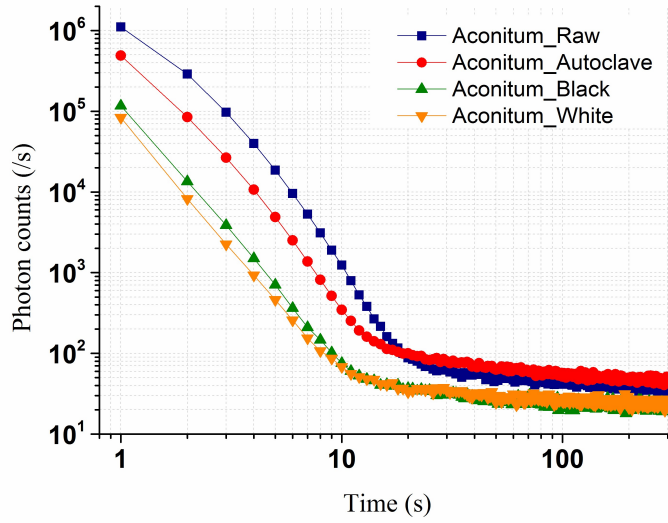 Aconitum_Raw
Aconitum_Autoclave
Aconitum_Black
Aconitum_White
Photon counts (/s)
10^6
10^5
10^4
10^3
10^2
10^1
1 10 100
Time (s)